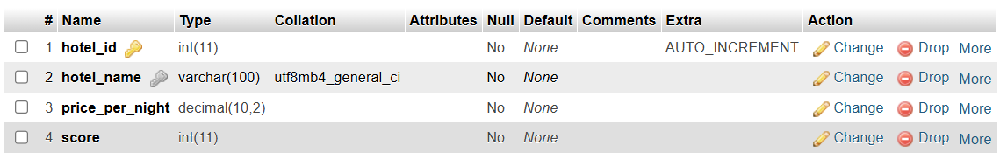 # Name Type Collation Attributes Null Default Comments Extra Action
1 hotel_id int(11) No None AUTO_INCREMENT Change Drop More
2 hotel_name varchar(100) utf8mb4_general_ci No None Change Drop More
3 price_per_night decimal(10,2) No None Change Drop More
4 score int(11) No None Change Drop More